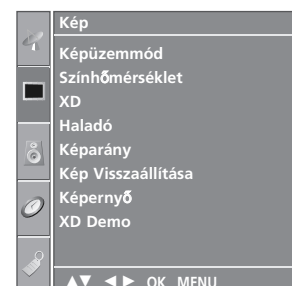 Kép
Képüzemmód
Színhőmérséklet
XD
Haladó
Képarány
Kép Visszaállítása
Képernyő
XD Demo
▲▼ ◄► OK MENU